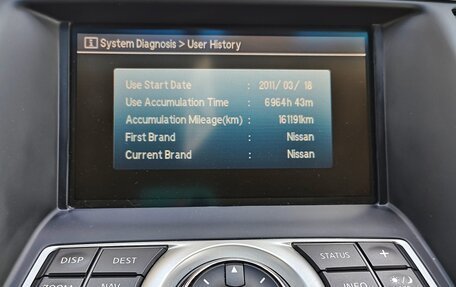 i System Diagnosis > User History
Use Start Date : 2011/ 03/ 18
Use Accumulation Time : 6964h 43m
Accumulation Mileage(km) : 161191km
First Brand : Nissan
Current Brand : Nissan
DISP DEST STATUS +
ZOOM NAV INFO